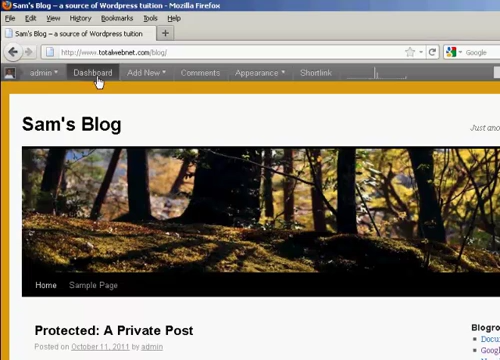 Sam's Blog – a source of Wordpress tuition - Mozilla Firefox
File Edit View History Bookmarks Tools Help
Sam's Blog – a source of Wordpress tuition
http://www.totalwebnet.com/blog/
Google
admin Dashboard Add New Comments Appearance Shortlink
Sam's Blog
Just ano
Home Sample Page
Protected: A Private Post
Posted on October 11, 2011 by admin
Blogro
Docu
Goog